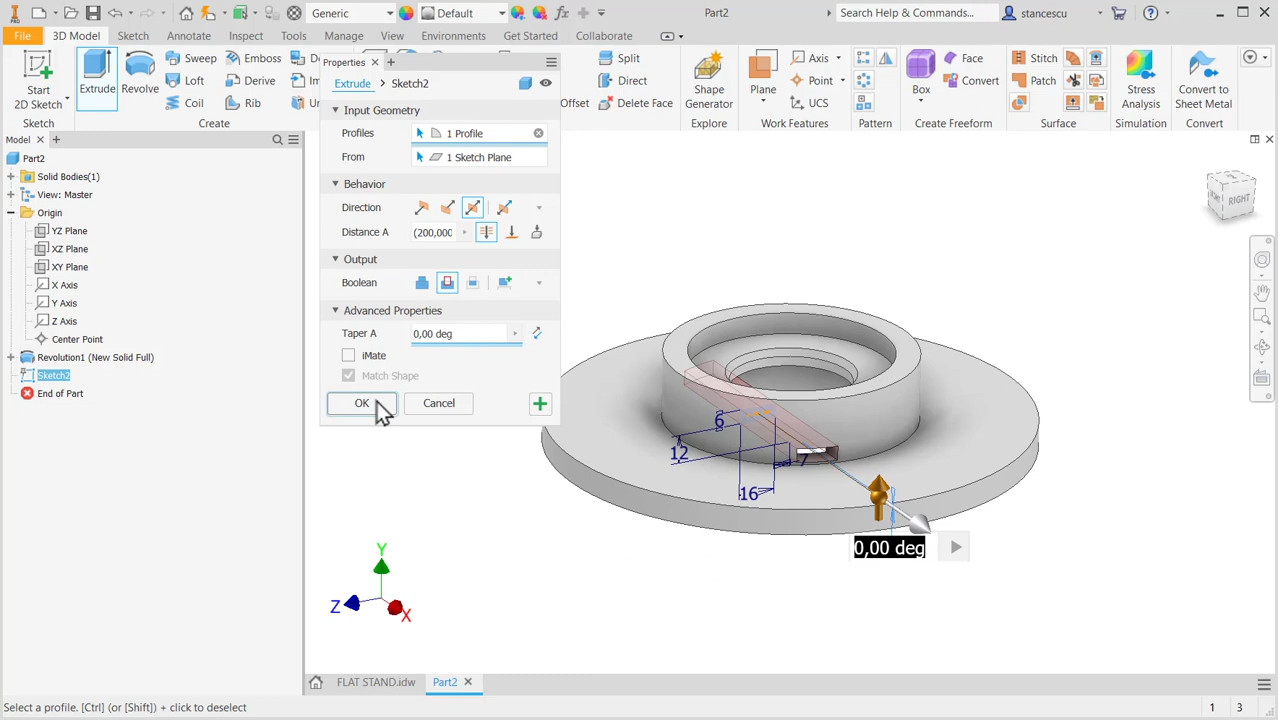 Generic
Default
Part2
Search Help & Commands...
stancescu
PRO
File
3D Model
Sketch
Annotate
Inspect
Tools
Manage
View
Environments
Get Started
Collaborate
Start
2D Sketch
Extrude
Revolve
Sweep
Emboss
Loft
Derive
Coil
Rib
Split
Direct
Offset
Delete Face
Shape
Generator
Plane
Axis
Point
UCS
Box
Face
Convert
Stitch
Patch
Stress
Analysis
Convert to
Sheet Metal
Sketch
Create
Explore
Work Features
Pattern
Create Freeform
Surface
Simulation
Convert
Model
Part2
Solid Bodies(1)
View: Master
Origin
YZ Plane
XZ Plane
XY Plane
X Axis
Y Axis
Z Axis
Center Point
Revolution1 (New Solid Full)
Sketch2
End of Part
Properties
Extrude
Sketch2
Input Geometry
Profiles
1 Profile
From
1 Sketch Plane
Behavior
Direction
Distance A
(200,000
Output
Boolean
Advanced Properties
Taper A
0,00 deg
iMate
Match Shape
OK
Cancel
RIGHT
6
12
7
16
0,00 deg
Y
Z
X
FLAT STAND.idw
Part2
Select a profile. [Ctrl] (or [Shift]) + click to deselect
1
3